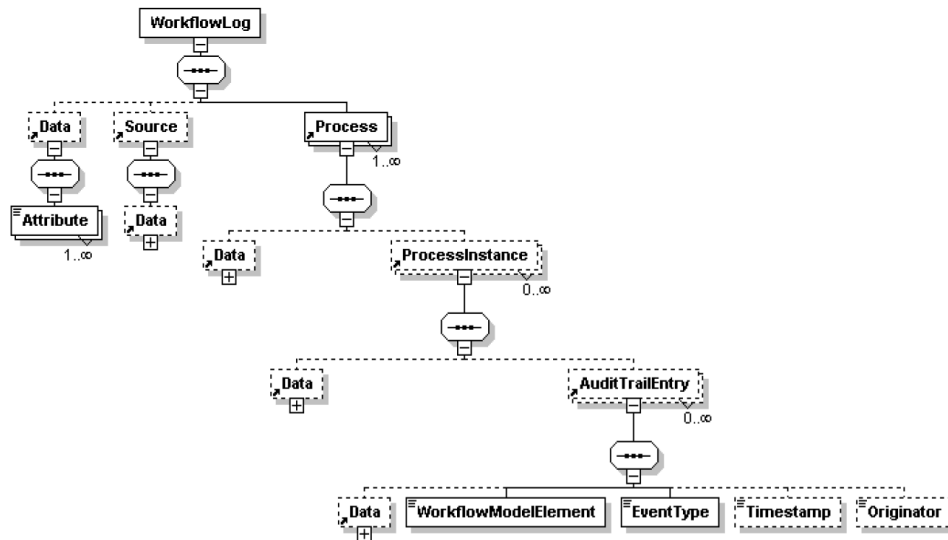 WorkflowLog
Data
Source
Process
1..∞
Attribute
1..∞
Data
Data
ProcessInstance
0..∞
Data
AuditTrailEntry
0..∞
Data
WorkflowModelElement
EventType
Timestamp
Originator